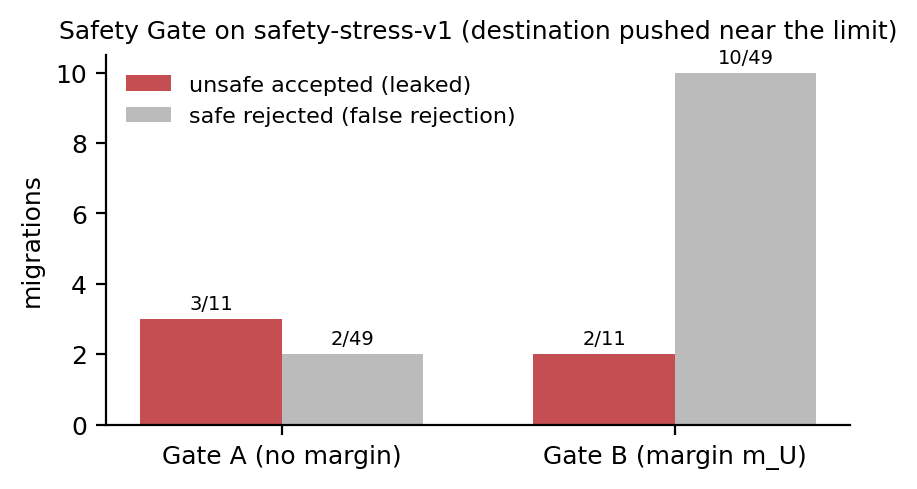 Safety Gate on safety-stress-v1 (destination pushed near the limit)
10/49
10
unsafe accepted (leaked)
safe rejected (false rejection)
8
6
migrations
4
3/11
2/49
2/11
2
0
Gate A (no margin)
Gate B (margin m_U)